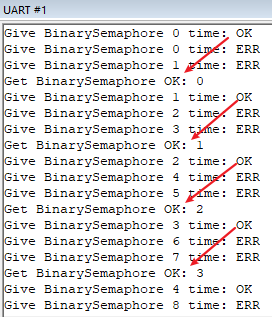 UART #1
Give BinarySemaphore 0 time: OK
Give BinarySemaphore 0 time: ERR
Give BinarySemaphore 1 time: ERR
Get BinarySemaphore OK: 0
Give BinarySemaphore 1 time: OK
Give BinarySemaphore 2 time: ERR
Give BinarySemaphore 3 time: ERR
Get BinarySemaphore OK: 1
Give BinarySemaphore 2 time: OK
Give BinarySemaphore 4 time: ERR
Give BinarySemaphore 5 time: ERR
Get BinarySemaphore OK: 2
Give BinarySemaphore 3 time: OK
Give BinarySemaphore 6 time: ERR
Give BinarySemaphore 7 time: ERR
Get BinarySemaphore OK: 3
Give BinarySemaphore 4 time: OK
Give BinarySemaphore 8 time: ERR